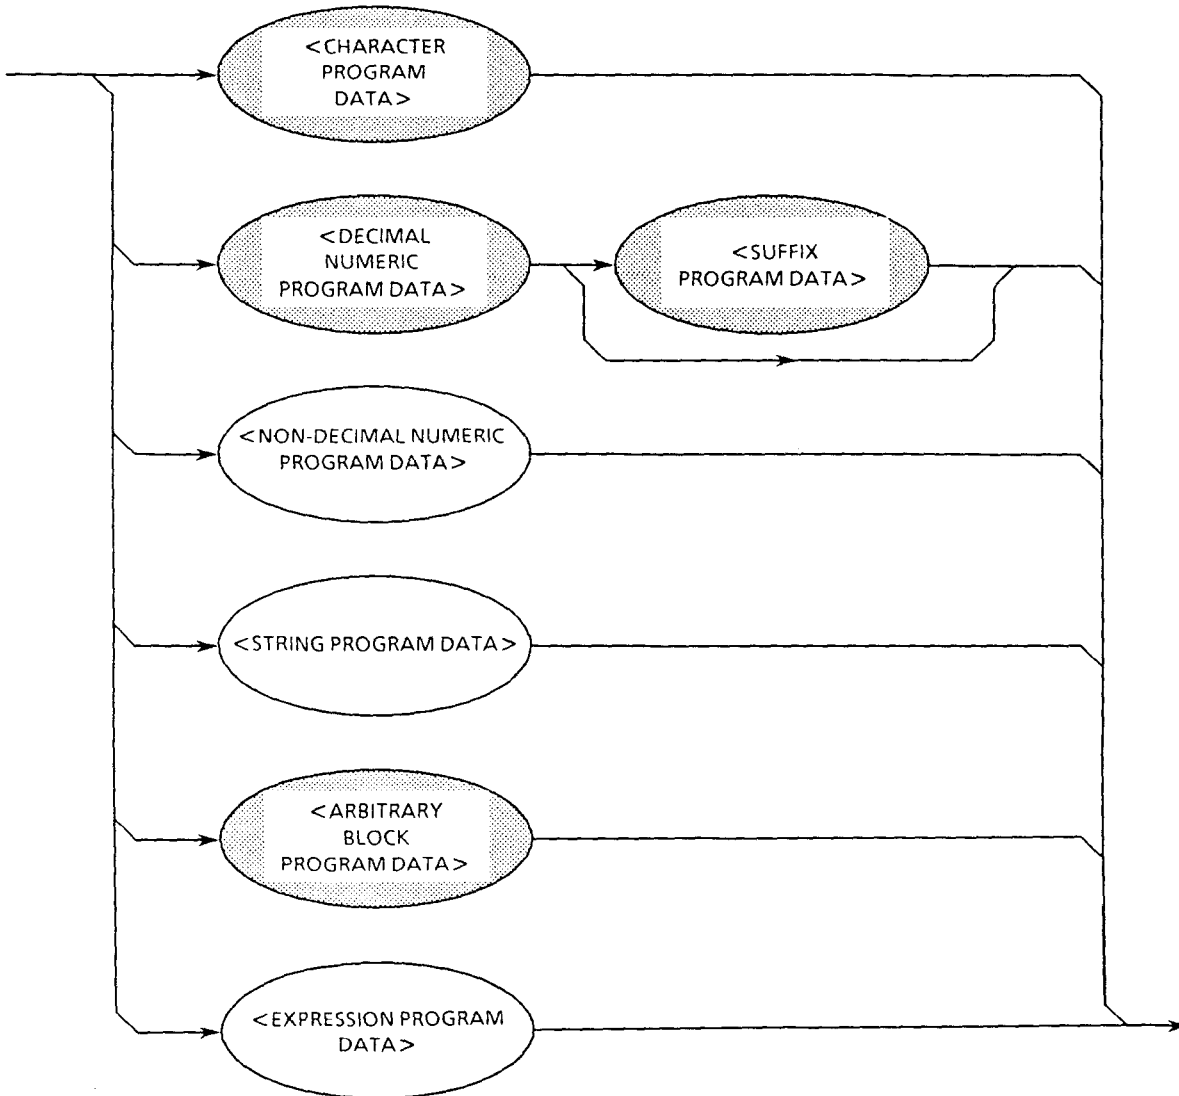 <CHARACTER
PROGRAM
DATA>
<DECIMAL
NUMERIC
PROGRAM DATA>
<SUFFIX
PROGRAM DATA>
<NON-DECIMAL NUMERIC
PROGRAM DATA>
<STRING PROGRAM DATA>
<ARBITRARY
BLOCK
PROGRAM DATA>
<EXPRESSION PROGRAM
DATA>